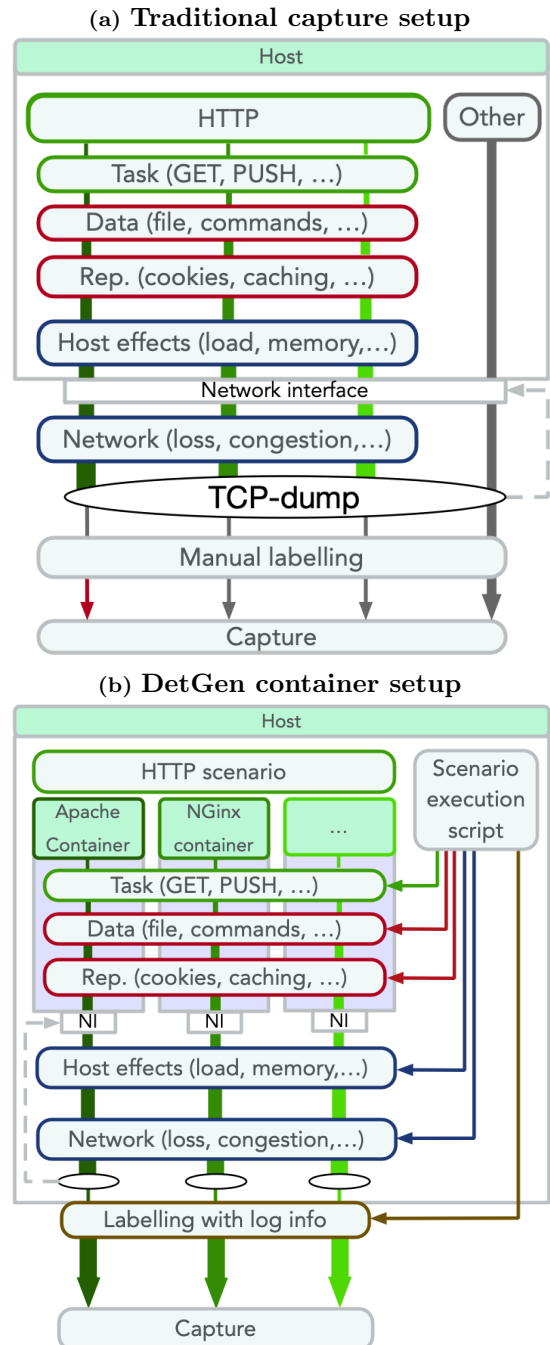 (a) Traditional capture setup
Host
HTTP
Other
Task (GET, PUSH, …)
Data (file, commands, …)
Rep. (cookies, caching, …)
Host effects (load, memory,…)
Network interface
Network (loss, congestion,…)
TCP-dump
Manual labelling
Capture
(b) DetGen container setup
Host
HTTP scenario
Scenario
execution
script
Apache
Container
NGinx
container
…
Task (GET, PUSH, …)
Data (file, commands, …)
Rep. (cookies, caching, …)
NI
NI
NI
Host effects (load, memory,…)
Network (loss, congestion,…)
Labelling with log info
Capture